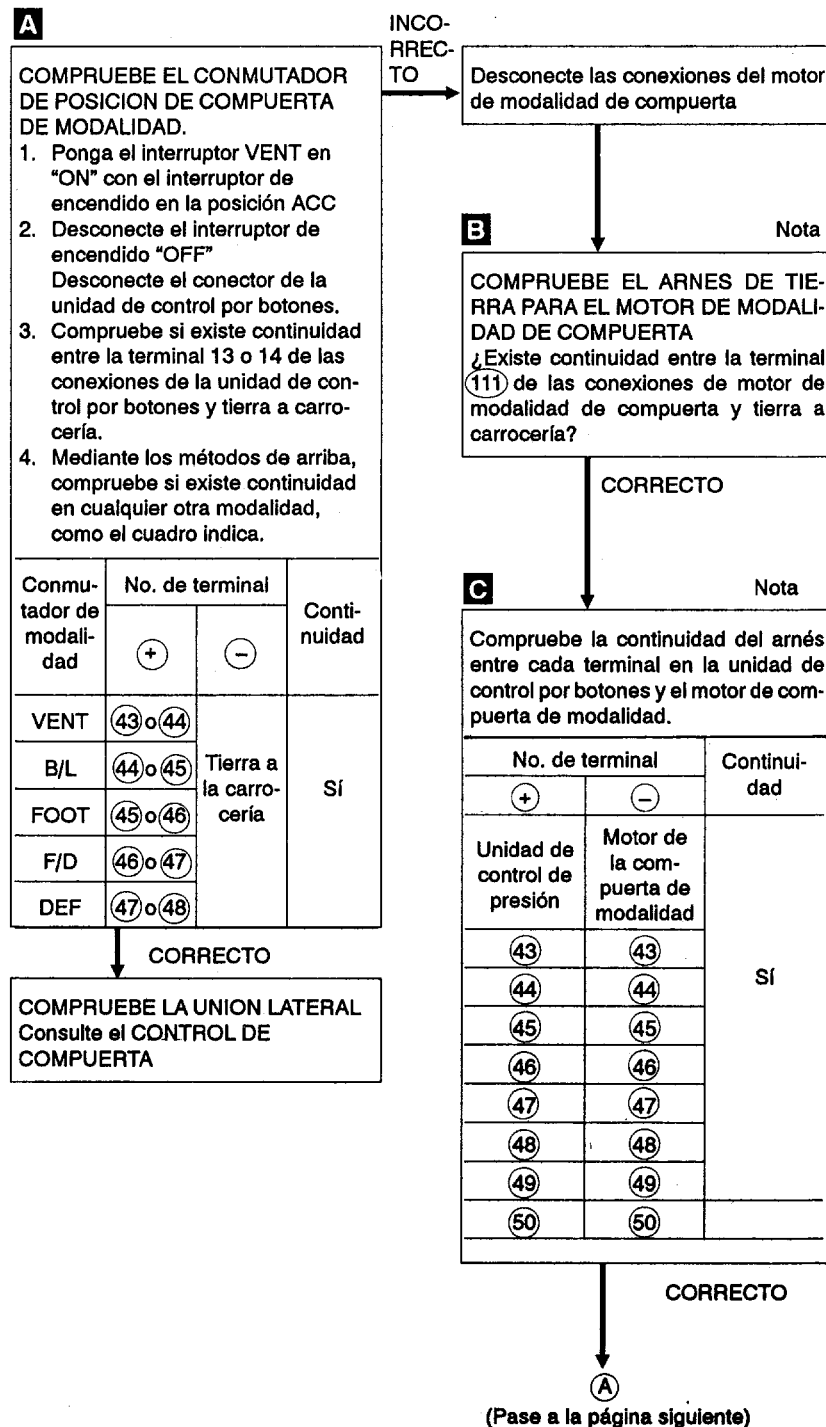 A
COMPRUEBE EL CONMUTADOR
DE POSICION DE COMPUERTA
DE MODALIDAD.
1. Ponga el interruptor VENT en
"ON" con el interruptor de
encendido en la posición ACC
2. Desconecte el interruptor de
encendido "OFF"
Desconecte el conector de la
unidad de control por botones.
3. Compruebe si existe continuidad
entre la terminal 13 o 14 de las
conexiones de la unidad de con-
trol por botones y tierra a carro-
cería.
4. Mediante los métodos de arriba,
compruebe si existe continuidad
en cualquier otra modalidad,
como el cuadro indica.
Conmu-
tador de
modali-
dad
No. de terminal
+ −
Conti-
nuidad
VENT 43 o 44
B/L 44 o 45
FOOT 45 o 46
F/D 46 o 47
DEF 47 o 48
Tierra a
la carro-
cería
Sí
CORRECTO
COMPRUEBE LA UNION LATERAL
Consulte el CONTROL DE
COMPUERTA
INCO-
RREC-
TO
Desconecte las conexiones del motor
de modalidad de compuerta
B Nota
COMPRUEBE EL ARNES DE TIE-
RRA PARA EL MOTOR DE MODALI-
DAD DE COMPUERTA
¿Existe continuidad entre la terminal
111 de las conexiones de motor de
modalidad de compuerta y tierra a
carrocería?
CORRECTO
C Nota
Compruebe la continuidad del arnés
entre cada terminal en la unidad de
control por botones y el motor de com-
puerta de modalidad.
No. de terminal
+ −
Continui-
dad
Unidad de
control de
presión
Motor de
la com-
puerta de
modalidad
43 43
44 44
45 45
46 46
47 47
48 48
49 49
50 50
Sí
CORRECTO
A
(Pase a la página siguiente)